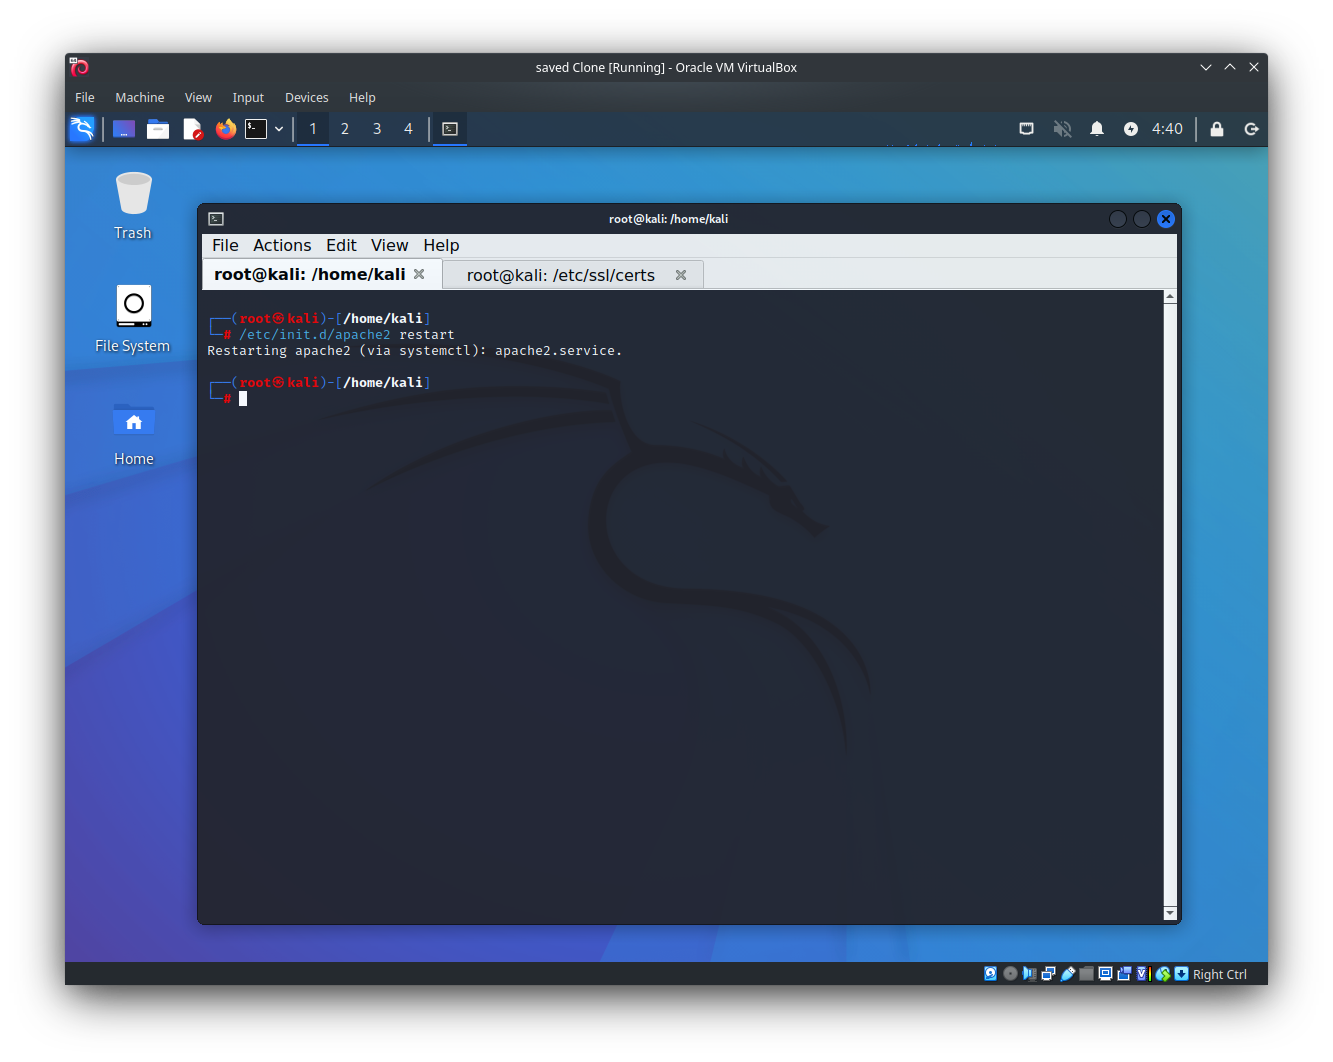 saved Clone [Running] - Oracle VM VirtualBox
File Machine View Input Devices Help
1 2 3 4 4:40
Trash
File System
Home
root@kali: /home/kali
File Actions Edit View Help
root@kali: /home/kali root@kali: /etc/ssl/certs
┌──(root㉿kali)-[/home/kali]
└─# /etc/init.d/apache2 restart
Restarting apache2 (via systemctl): apache2.service.
┌──(root㉿kali)-[/home/kali]
└─#
Right Ctrl